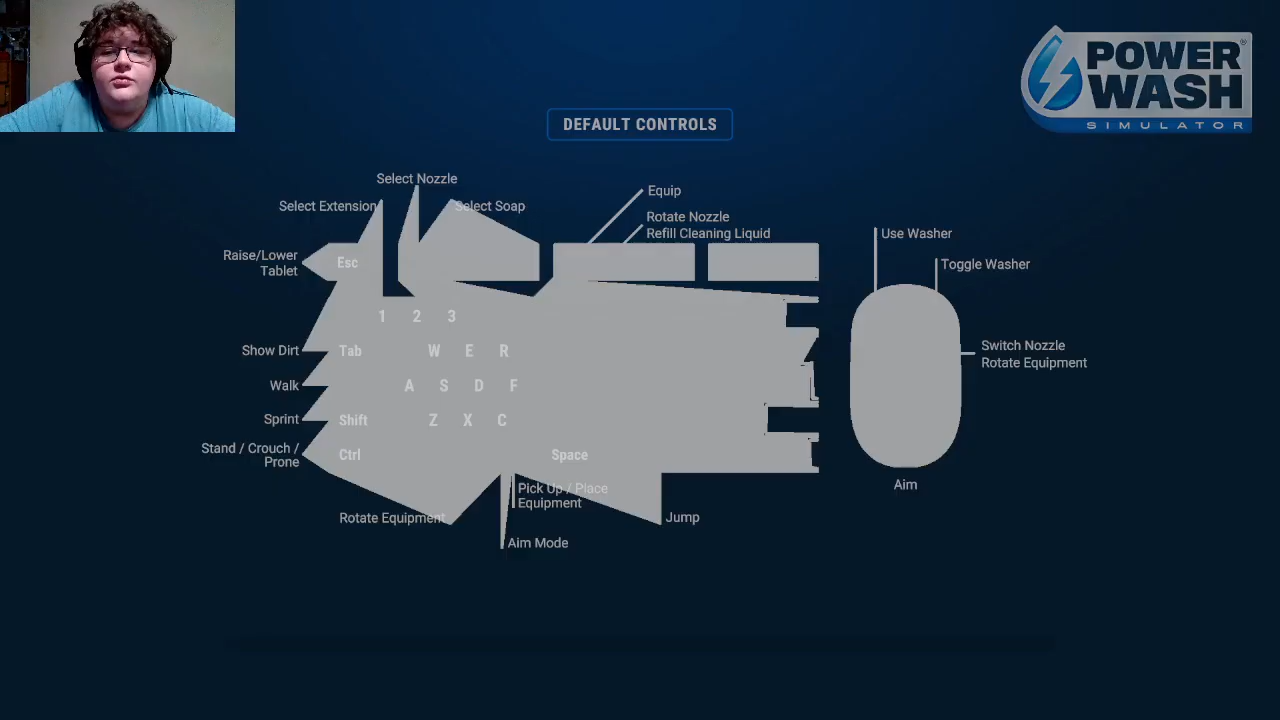 POWER
WASH
SIMULATOR
DEFAULT CONTROLS
Select Nozzle
Select Extension
Select Soap
Equip
Rotate Nozzle
Refill Cleaning Liquid
Use Washer
Toggle Washer
Raise/Lower
Tablet
Esc
1 2 3
Show Dirt
Tab W E R
Switch Nozzle
Rotate Equipment
Walk
A S D F
Sprint
Shift Z X C
Stand / Crouch /
Prone
Ctrl Space
Pick Up / Place
Equipment
Aim
Rotate Equipment
Jump
Aim Mode